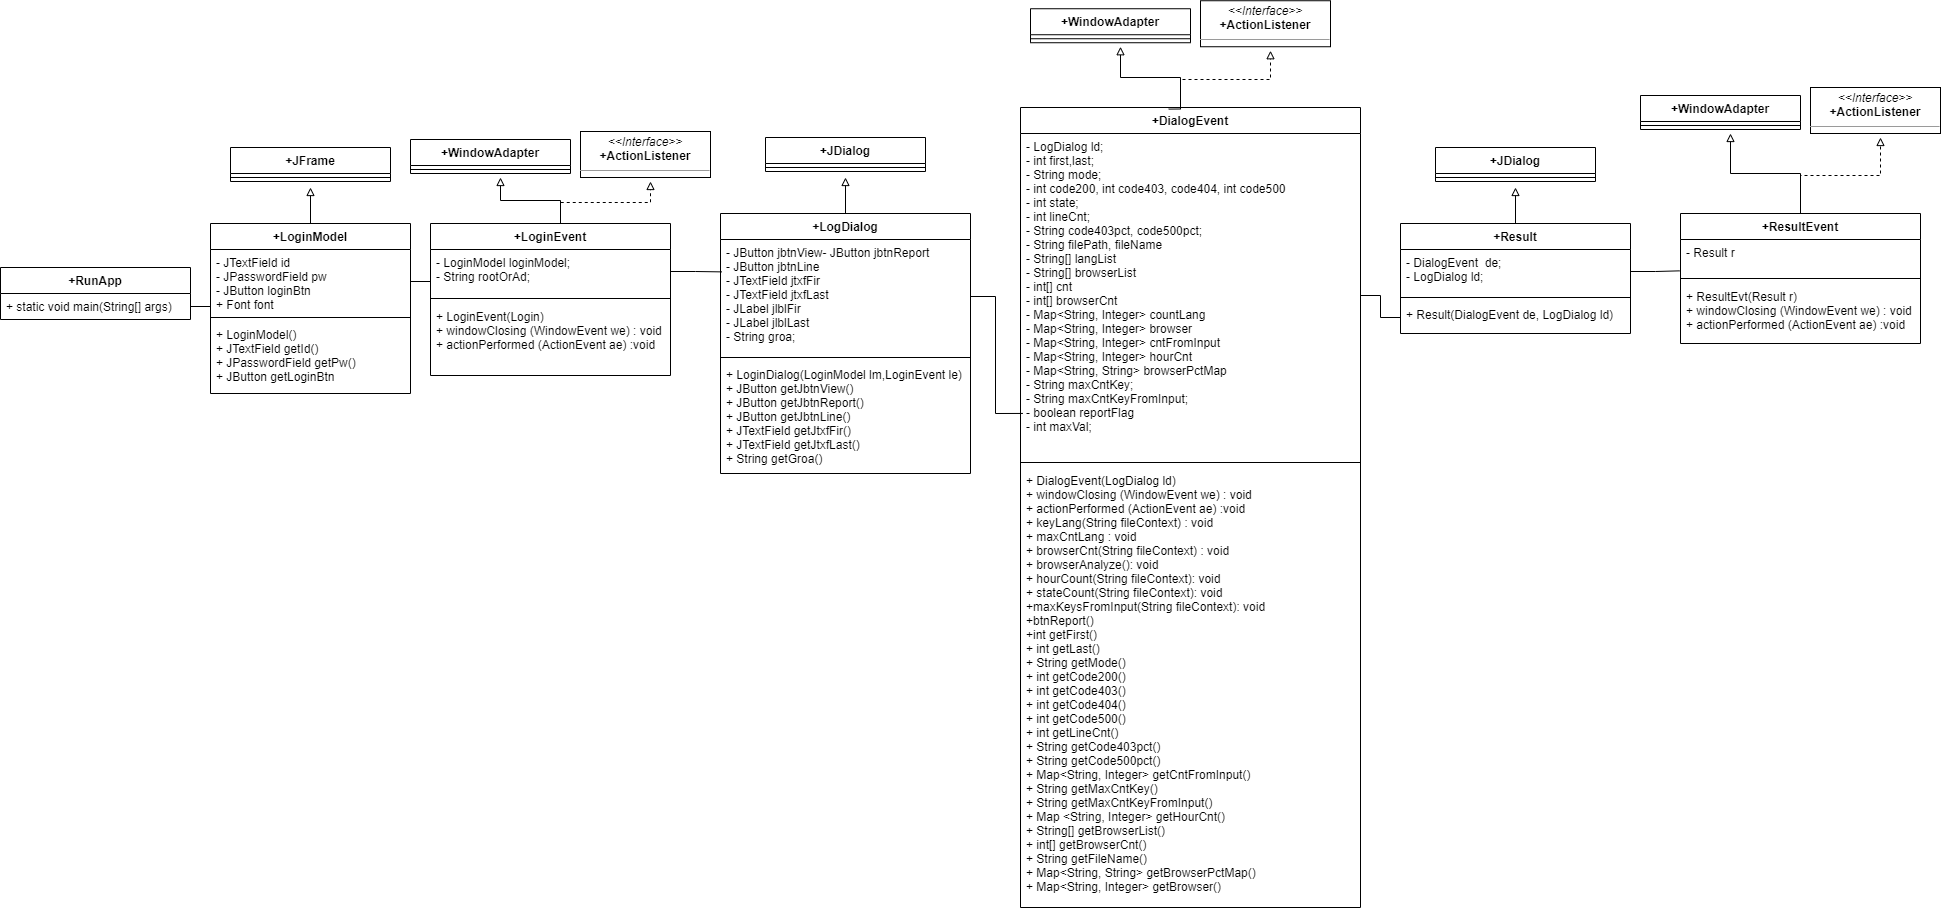 +RunApp
+ static void main(String[] args)
+JFrame
+LoginModel
- JTextField id
- JPasswordField pw
- JButton loginBtn
+ Font font
+ LoginModel()
+ JTextField getId()
+ JPasswordField getPw()
+ JButton getLoginBtn
+WindowAdapter
<<Interface>>
+ActionListener
+LoginEvent
- LoginModel loginModel;
- String rootOrAd;
+ LoginEvent(Login)
+ windowClosing (WindowEvent we) : void
+ actionPerformed (ActionEvent ae) :void
+JDialog
+LogDialog
- JButton jbtnView- JButton jbtnReport
- JButton jbtnLine
- JTextField jtxfFir
- JTextField jtxfLast
- JLabel jlblFir
- JLabel jlblLast
- String groa;
+ LoginDialog(LoginModel lm,LoginEvent le)
+ JButton getJbtnView()
+ JButton getJbtnReport()
+ JButton getJbtnLine()
+ JTextField getJtxfFir()
+ JTextField getJtxfLast()
+ String getGroa()
+WindowAdapter
<<Interface>>
+ActionListener
+DialogEvent
- LogDialog ld;
- int first,last;
- String mode;
- int code200, int code403, code404, int code500
- int state;
- int lineCnt;
- String code403pct, code500pct;
- String filePath, fileName
- String[] langList
- String[] browserList
- int[] cnt
- int[] browserCnt
- Map<String, Integer> countLang
- Map<String, Integer> browser
- Map<String, Integer> cntFromInput
- Map<String, Integer> hourCnt
- Map<String, String> browserPctMap
- String maxCntKey;
- String maxCntKeyFromInput;
- boolean reportFlag
- int maxVal;
+ DialogEvent(LogDialog ld)
+ windowClosing (WindowEvent we) : void
+ actionPerformed (ActionEvent ae) :void
+ keyLang(String fileContext) : void
+ maxCntLang : void
+ browserCnt(String fileContext) : void
+ browserAnalyze(): void
+ hourCount(String fileContext): void
+ stateCount(String fileContext): void
+maxKeysFromInput(String fileContext): void
+btnReport()
+int getFirst()
+ int getLast()
+ String getMode()
+ int getCode200()
+ int getCode403()
+ int getCode404()
+ int getCode500()
+ int getLineCnt()
+ String getCode403pct()
+ String getCode500pct()
+ Map<String, Integer> getCntFromInput()
+ String getMaxCntKey()
+ String getMaxCntKeyFromInput()
+ Map <String, Integer> getHourCnt()
+ String[] getBrowserList()
+ int[] getBrowserCnt()
+ String getFileName()
+ Map<String, String> getBrowserPctMap()
+ Map<String, Integer> getBrowser()
+JDialog
+Result
- DialogEvent  de;
- LogDialog ld;
+ Result(DialogEvent de, LogDialog ld)
+WindowAdapter
<<Interface>>
+ActionListener
+ResultEvent
- Result r
+ ResultEvt(Result r)
+ windowClosing (WindowEvent we) : void
+ actionPerformed (ActionEvent ae) :void